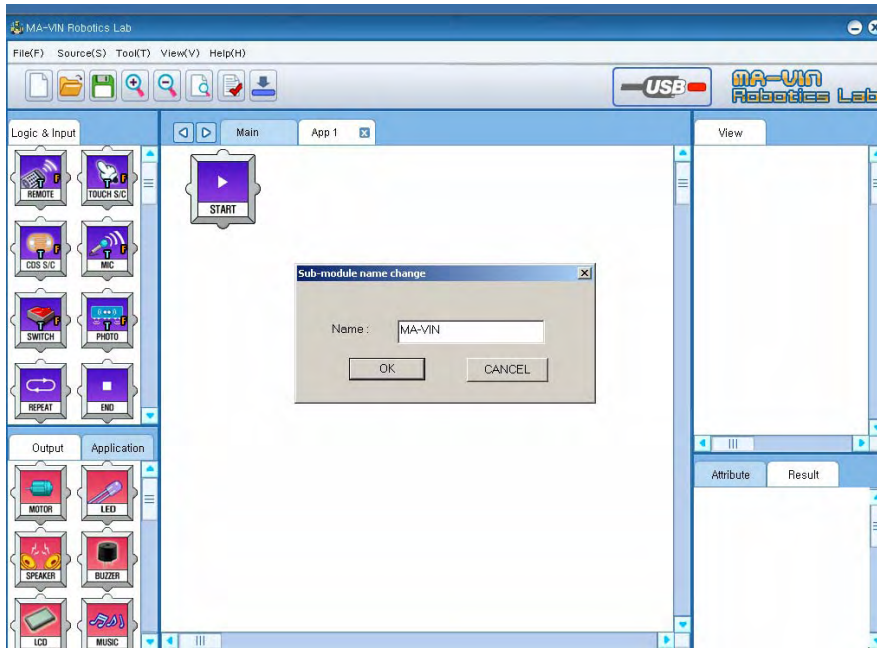 MA-VIN Robotics Lab
File(F) Source(S) Tool(T) View(V) Help(H)
USB
MA-VIN
Robotics Lab
Logic & Input
REMOTE
TOUCH S/C
CDS S/C
MIC
SWITCH
PHOTO
REPEAT
END
Output
Application
MOTOR
LED
SPEAKER
BUZZER
LCD
MUSIC
Main
App 1
START
Sub-module name change
Name :
MA-VIN
OK
CANCEL
View
Attribute
Result